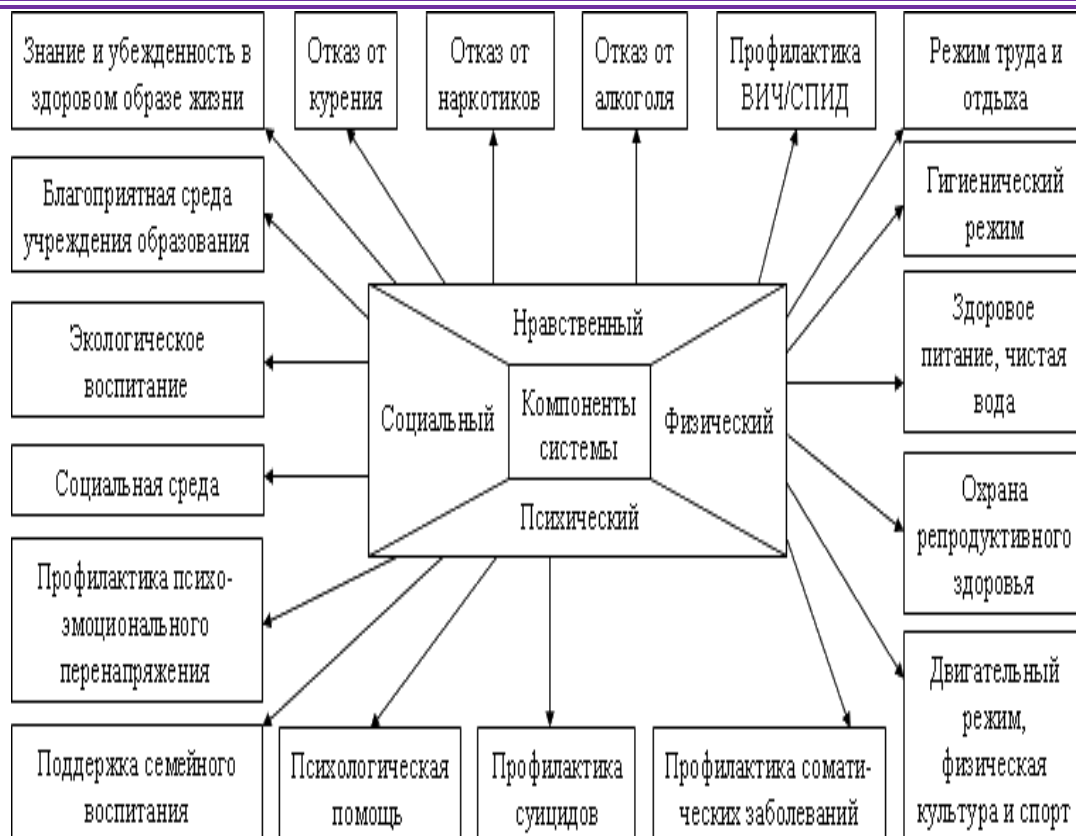 Знание и убежденность в
здоровом образе жизни
Отказ от
курения
Отказ от
наркотиков
Отказ от
алкоголя
Профилактика
ВИЧ/СПИД
Режим труда и
отдыха
Благоприятная среда
учреждения образования
Гигиенический
режим
Экологическое
воспитание
Здоровое
питание, чистая
вода
Нравственный
Социальный
Компоненты
системы
Физический
Психический
Социальная среда
Охрана
репродуктивного
здоровья
Профилактика психо-
эмоционального
перенапряжения
Двигательный
режим,
физическая
культура и спорт
Поддержка семейного
воспитания
Психологическая
помощь
Профилактика
суицидов
Профилактика сомати-
ческих заболеваний